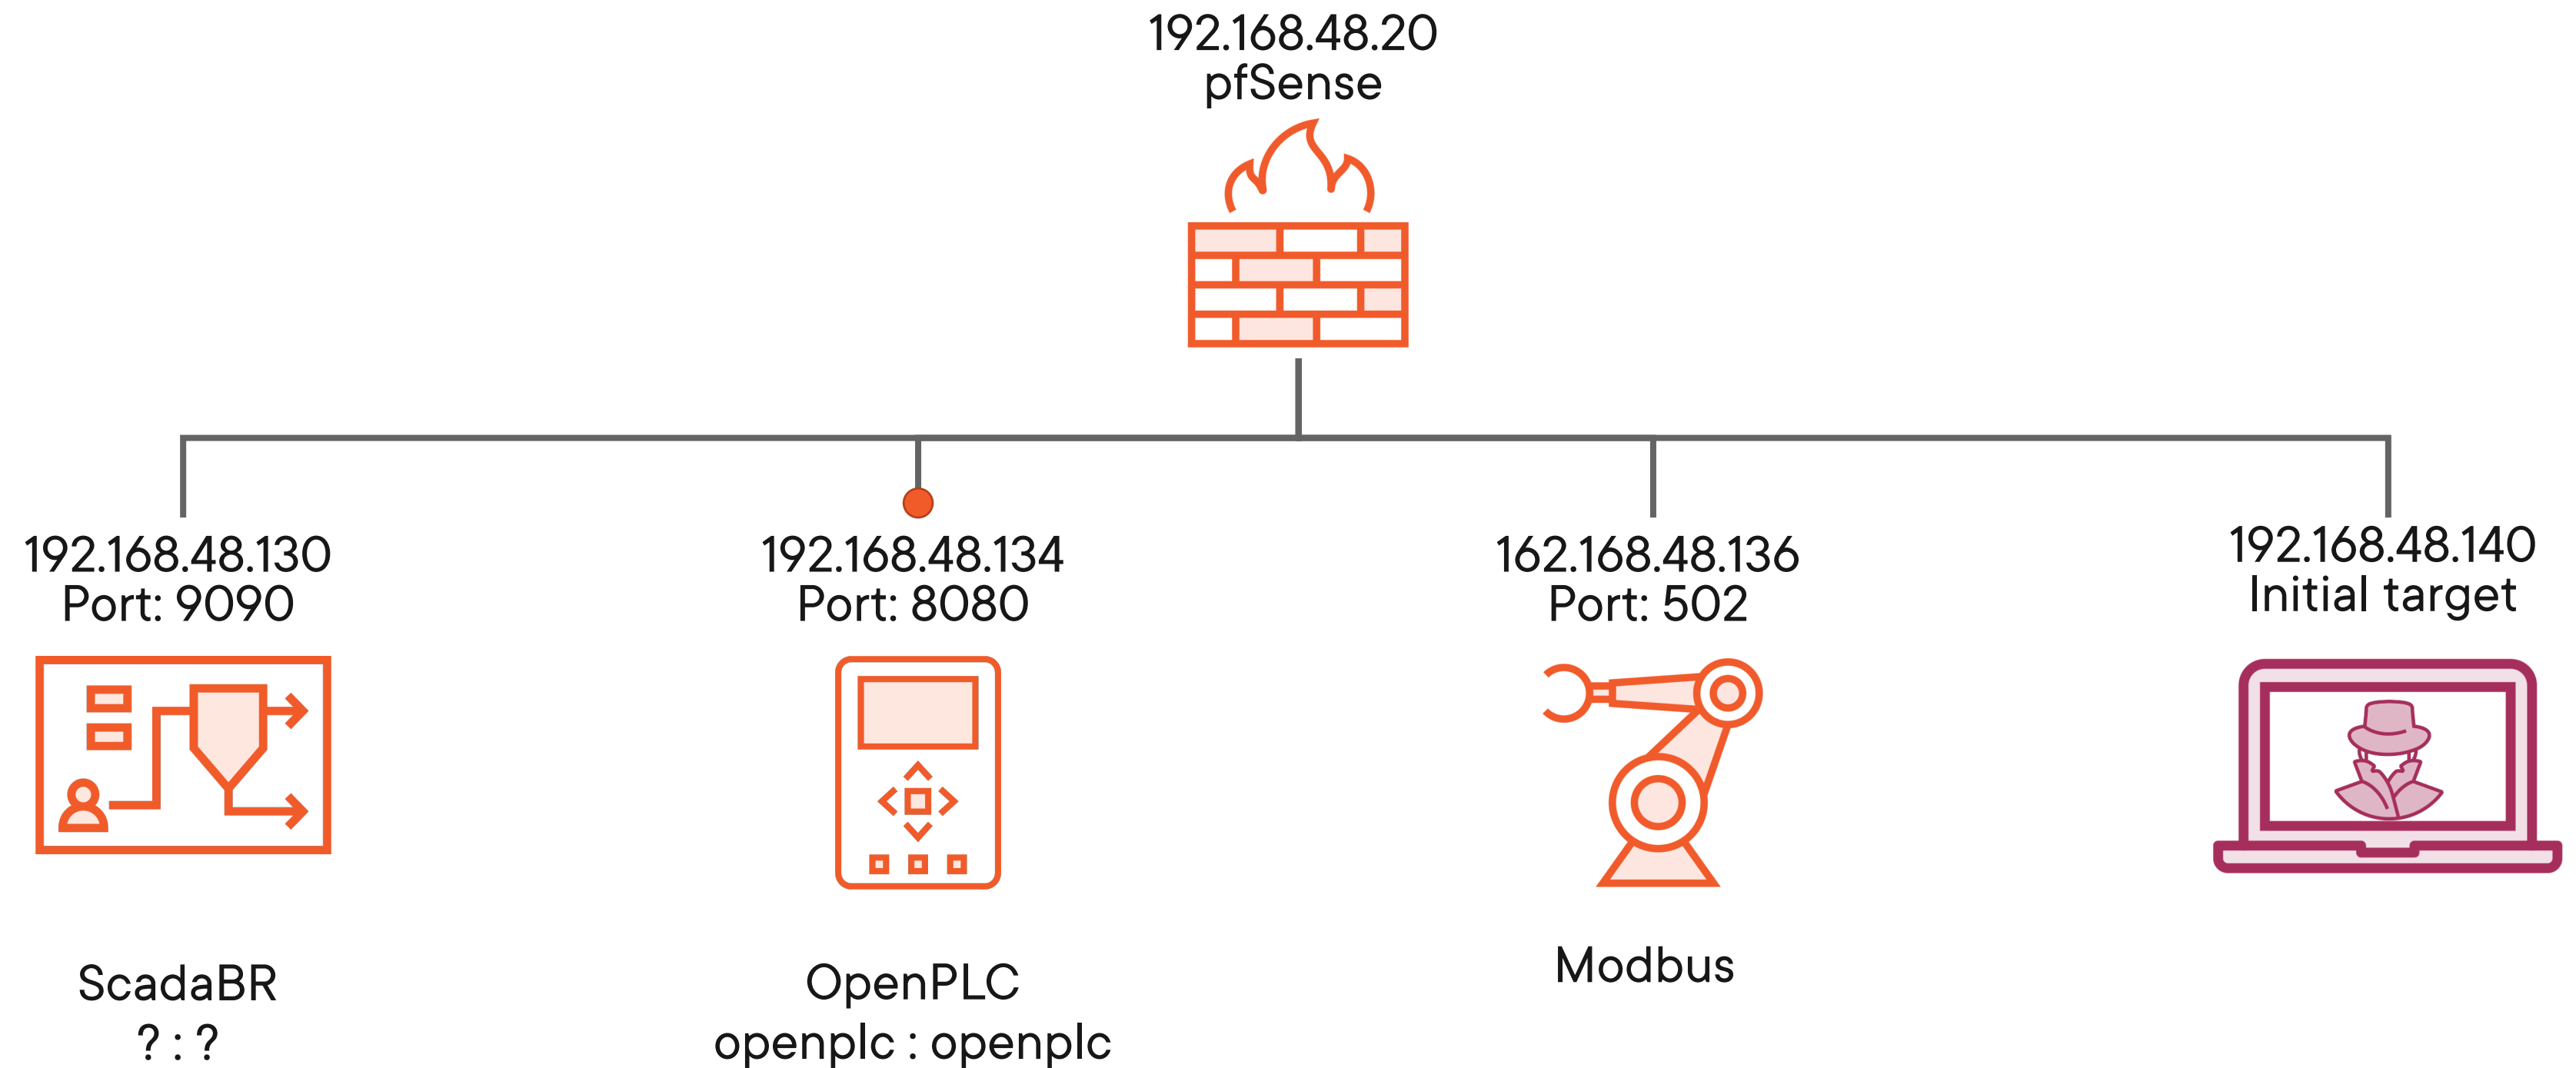 192.168.48.20
pfSense
192.168.48.130
Port: 9090
192.168.48.134
Port: 8080
162.168.48.136
Port: 502
192.168.48.140
Initial target
ScadaBR
? : ?
OpenPLC
openplc : openplc
Modbus